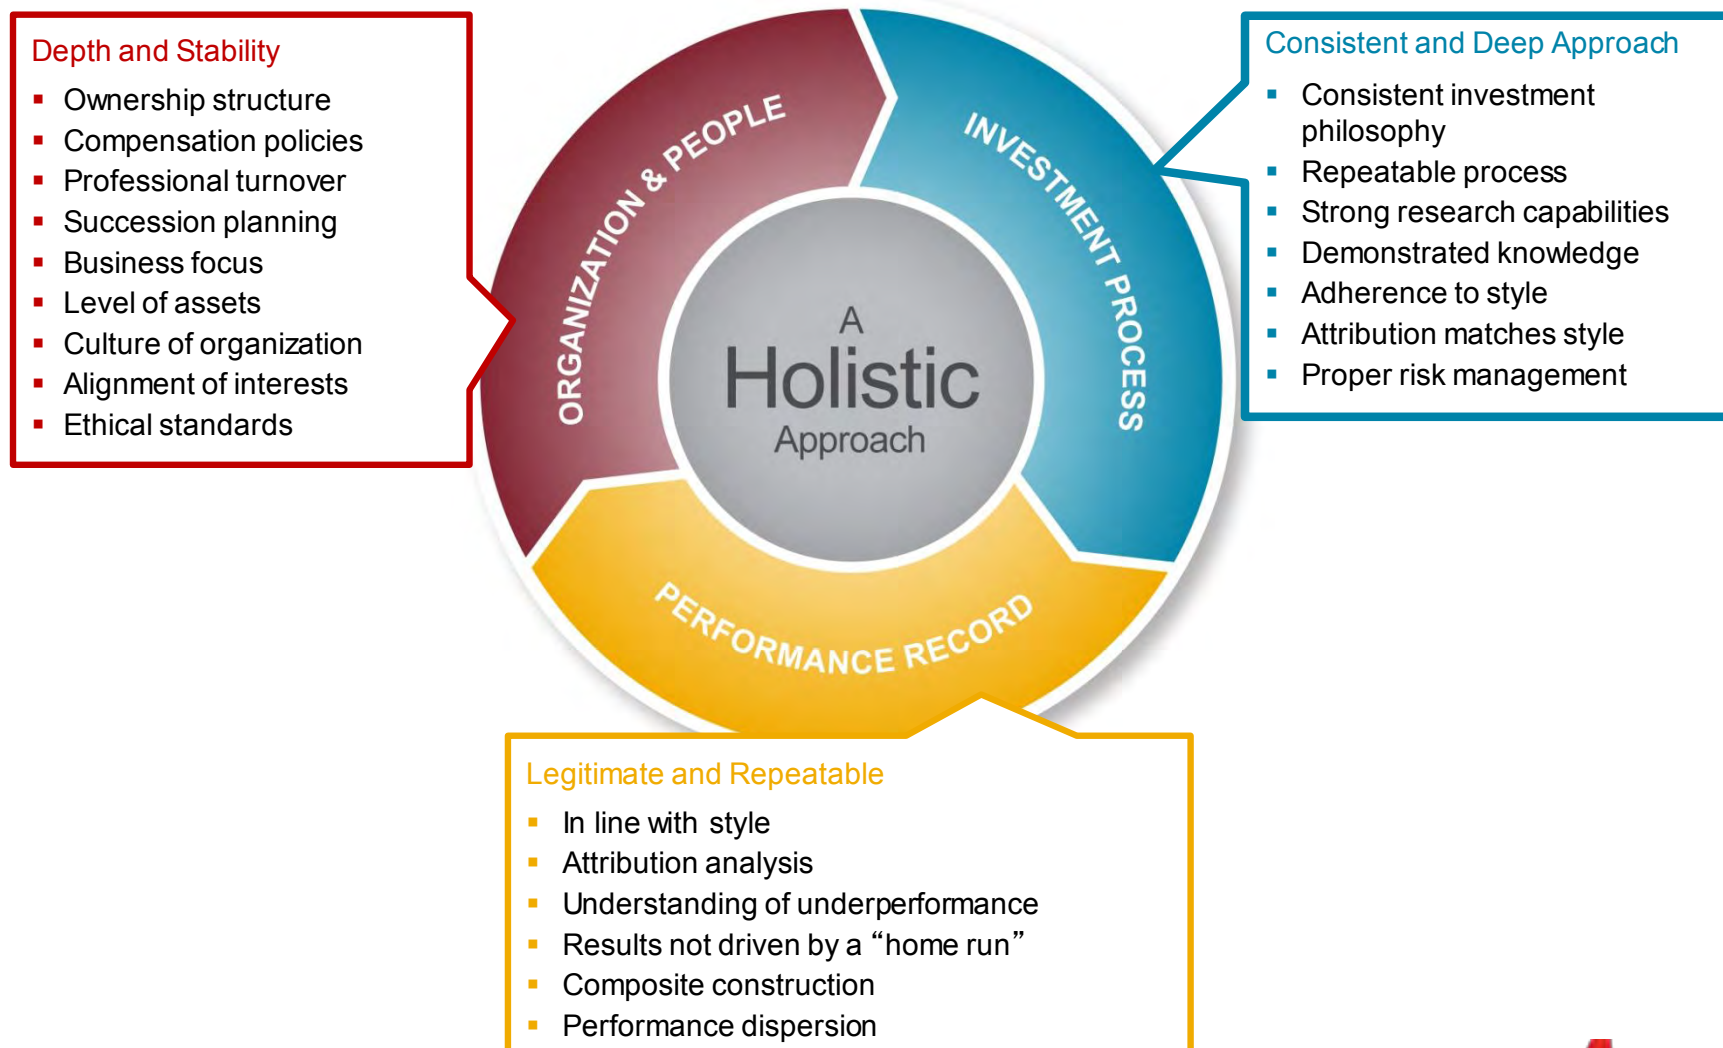 Depth and Stability
▪ Ownership structure
▪ Compensation policies
▪ Professional turnover
▪ Succession planning
▪ Business focus
▪ Level of assets
▪ Culture of organization
▪ Alignment of interests
▪ Ethical standards
ORGANIZATION & PEOPLE
INVESTMENT PROCESS
PERFORMANCE RECORD
A
Holistic
Approach
Consistent and Deep Approach
▪ Consistent investment
philosophy
▪ Repeatable process
▪ Strong research capabilities
▪ Demonstrated knowledge
▪ Adherence to style
▪ Attribution matches style
▪ Proper risk management
Legitimate and Repeatable
▪ In line with style
▪ Attribution analysis
▪ Understanding of underperformance
▪ Results not driven by a “home run”
▪ Composite construction
▪ Performance dispersion